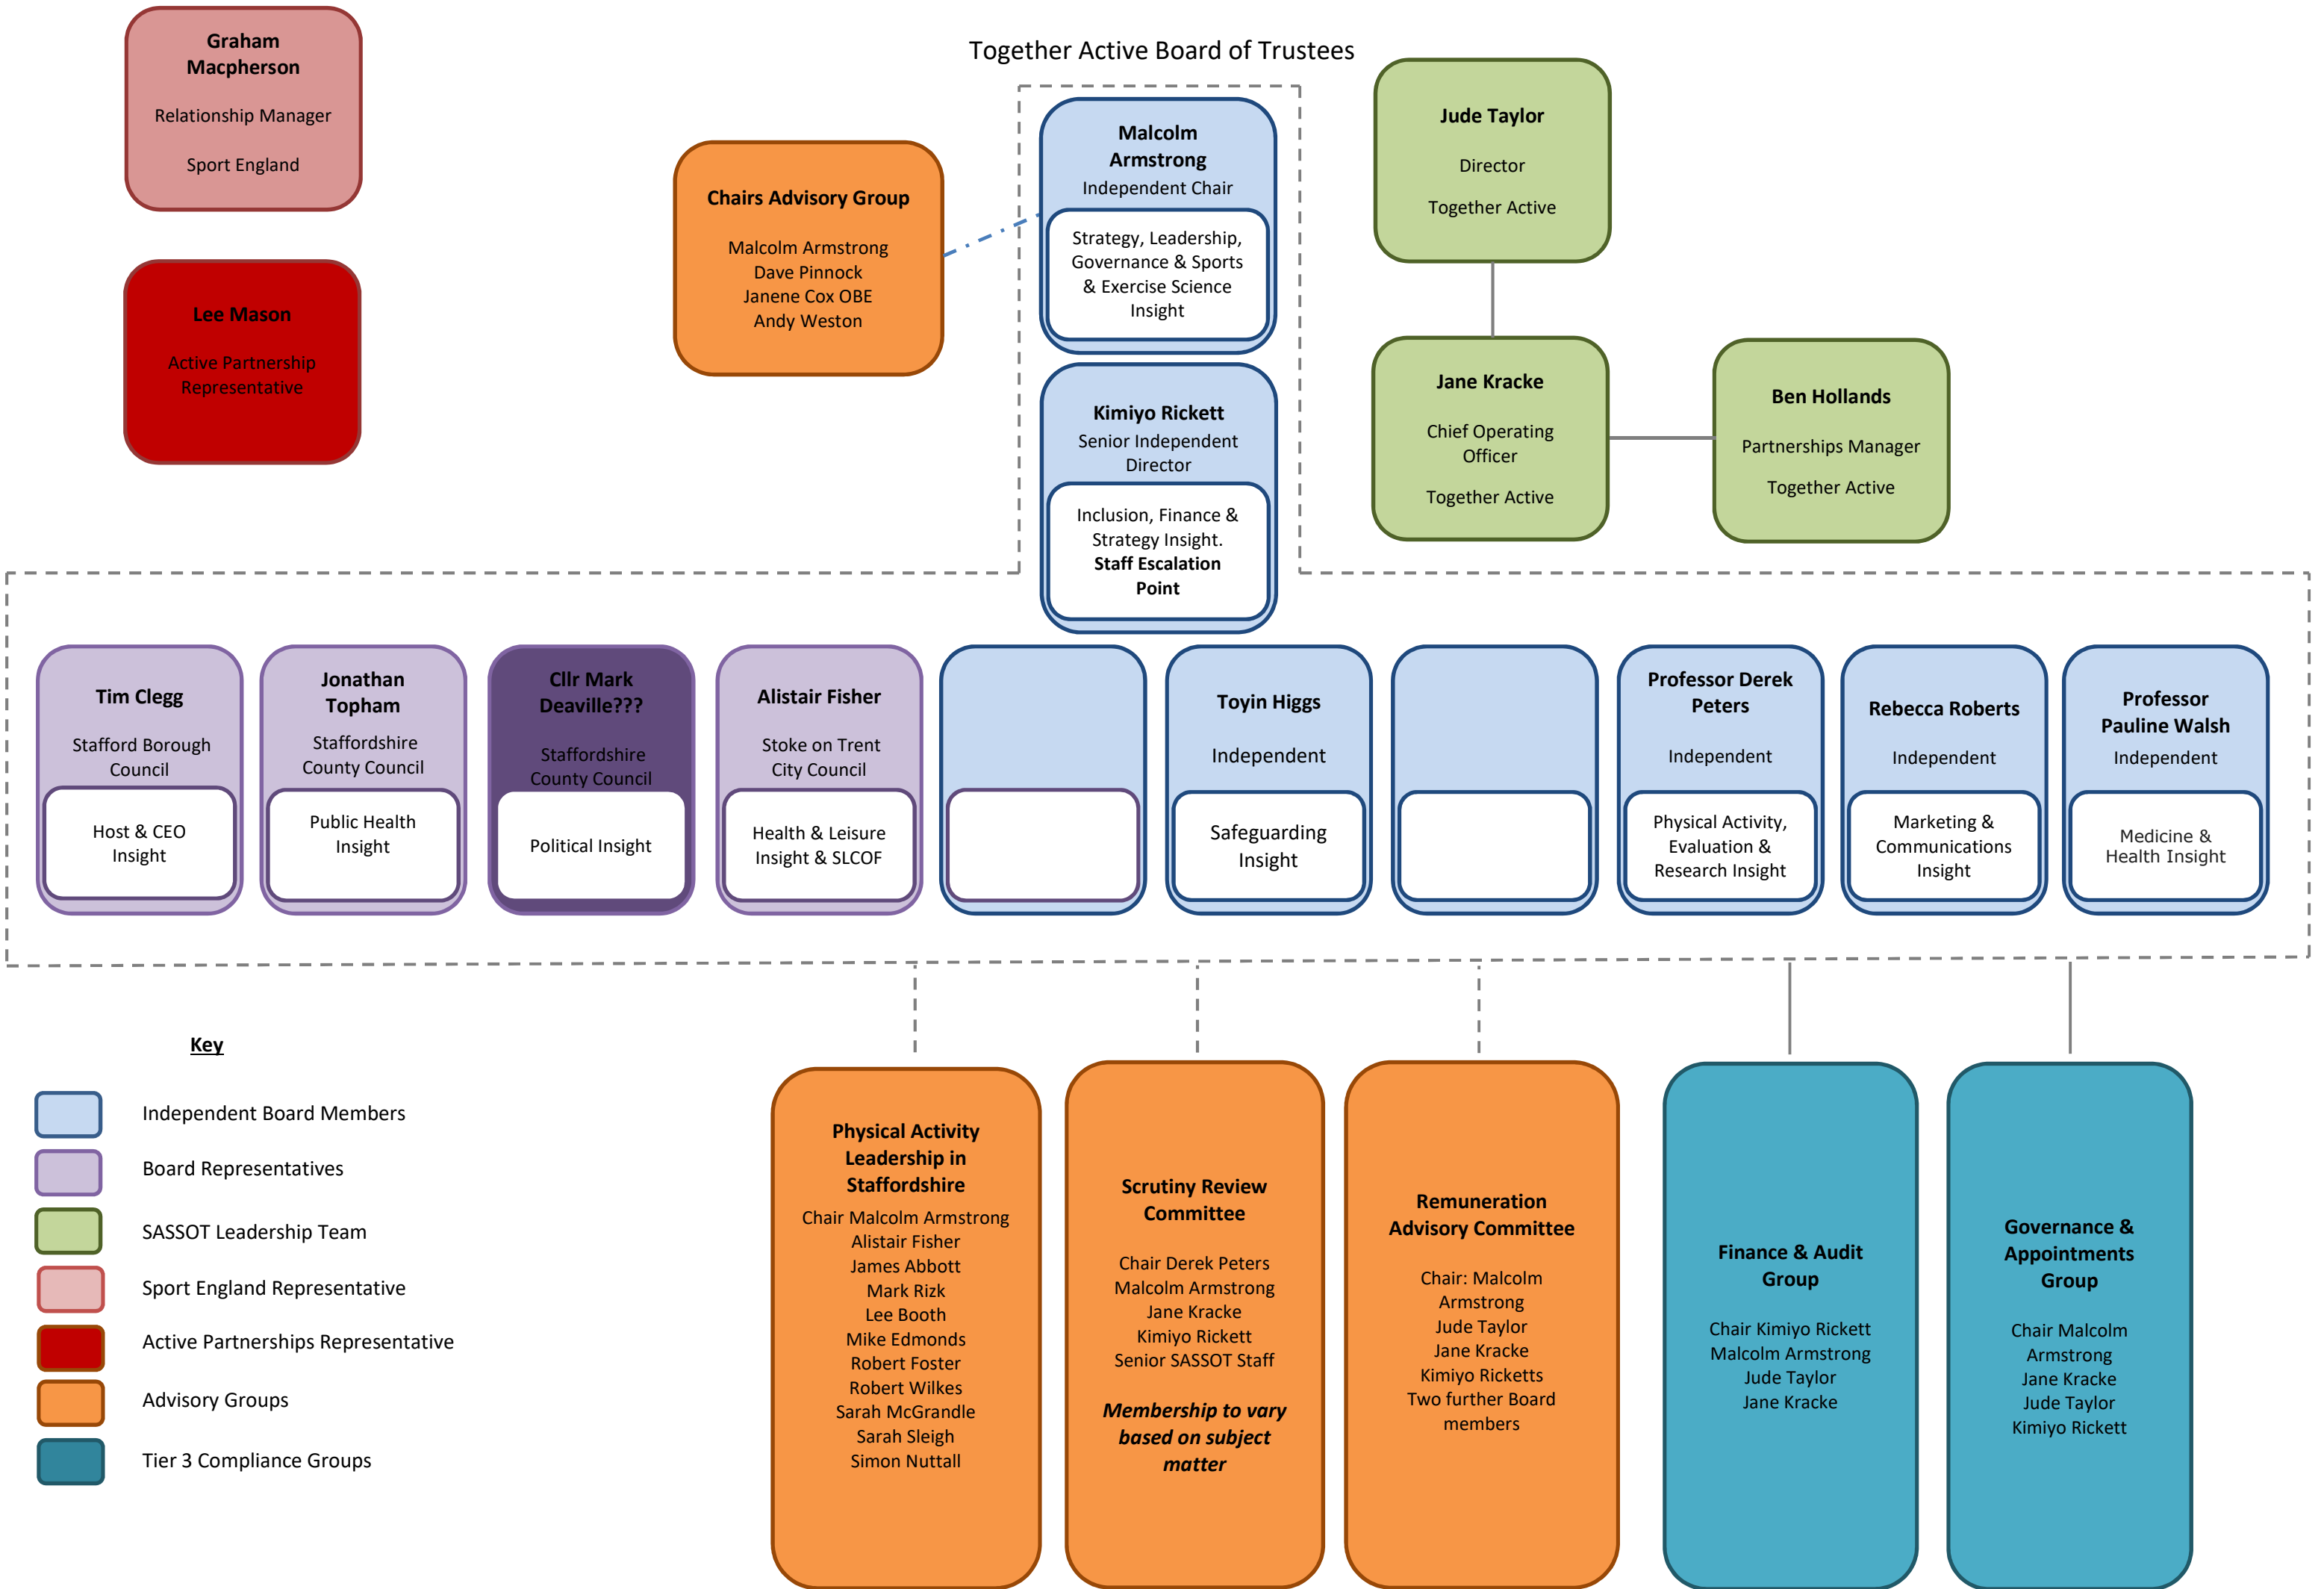 Together Active Board of Trustees
Graham
Macpherson
Relationship Manager
Sport England
Lee Mason
Active Partnership
Representative
Chairs Advisory Group
Malcolm Armstrong
Dave Pinnock
Janene Cox OBE
Andy Weston
Malcolm
Armstrong
Independent Chair
Strategy, Leadership,
Governance & Sports
& Exercise Science
Insight
Kimiyo Rickett
Senior Independent
Director
Inclusion, Finance &
Strategy Insight.
Staff Escalation
Point
Jude Taylor
Director
Together Active
Jane Kracke
Chief Operating
Officer
Together Active
Ben Hollands
Partnerships Manager
Together Active
Tim Clegg
Stafford Borough
Council
Host & CEO
Insight
Jonathan
Topham
Staffordshire
County Council
Public Health
Insight
Cllr Mark
Deaville???
Staffordshire
County Council
Political Insight
Alistair Fisher
Stoke on Trent
City Council
Health & Leisure
Insight & SLCOF
Toyin Higgs
Independent
Safeguarding
Insight
Professor Derek
Peters
Independent
Physical Activity,
Evaluation &
Research Insight
Rebecca Roberts
Independent
Marketing &
Communications
Insight
Professor
Pauline Walsh
Independent
Medicine &
Health Insight
Key
Independent Board Members
Board Representatives
SASSOT Leadership Team
Sport England Representative
Active Partnerships Representative
Advisory Groups
Tier 3 Compliance Groups
Physical Activity
Leadership in
Staffordshire
Chair Malcolm Armstrong
Alistair Fisher
James Abbott
Mark Rizk
Lee Booth
Mike Edmonds
Robert Foster
Robert Wilkes
Sarah McGrandle
Sarah Sleigh
Simon Nuttall
Scrutiny Review
Committee
Chair Derek Peters
Malcolm Armstrong
Jane Kracke
Kimiyo Rickett
Senior SASSOT Staff
Membership to vary
based on subject
matter
Remuneration
Advisory Committee
Chair: Malcolm
Armstrong
Jude Taylor
Jane Kracke
Kimiyo Ricketts
Two further Board
members
Finance & Audit
Group
Chair Kimiyo Rickett
Malcolm Armstrong
Jude Taylor
Jane Kracke
Governance &
Appointments
Group
Chair Malcolm
Armstrong
Jane Kracke
Jude Taylor
Kimiyo Rickett